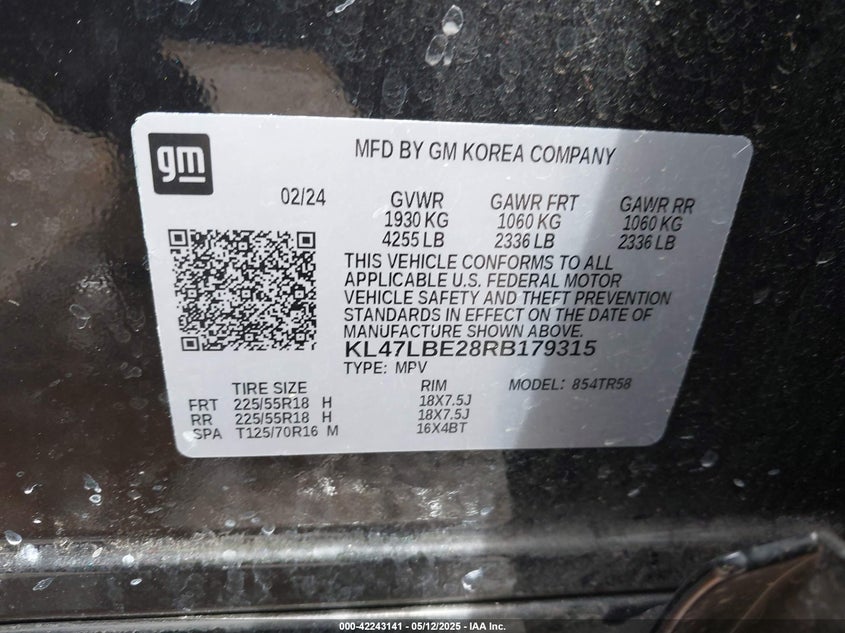 gm
MFD BY GM KOREA COMPANY
02/24
GVWR GAWR FRT GAWR RR
1930 KG 1060 KG 1060 KG
4255 LB 2336 LB 2336 LB
THIS VEHICLE CONFORMS TO ALL
APPLICABLE U.S. FEDERAL MOTOR
VEHICLE SAFETY AND THEFT PREVENTION
STANDARDS IN EFFECT ON THE DATE OF
MANUFACTURE SHOWN ABOVE.
KL47LBE28RB179315
TYPE: MPV
TIRE SIZE RIM MODEL: 854TR58
FRT 225/55R18 H 18X7.5J
RR 225/55R18 H 18X7.5J
SPA T125/70R16 M 16X4BT
000-42243141 - 05/12/2025 - IAA Inc.